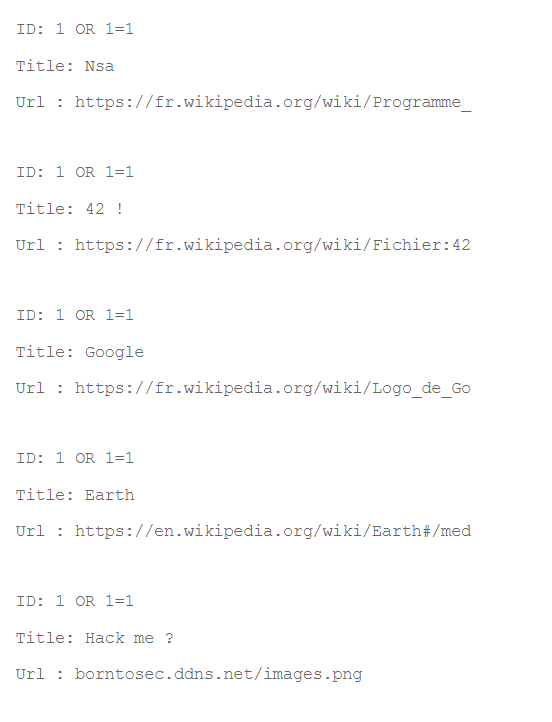 ID: 1 OR 1=1
Title: Nsa
Url : https://fr.wikipedia.org/wiki/Programme_
ID: 1 OR 1=1
Title: 42 !
Url : https://fr.wikipedia.org/wiki/Fichier:42
ID: 1 OR 1=1
Title: Google
Url : https://fr.wikipedia.org/wiki/Logo_de_Go
ID: 1 OR 1=1
Title: Earth
Url : https://en.wikipedia.org/wiki/Earth#/med
ID: 1 OR 1=1
Title: Hack me ?
Url : borntosec.ddns.net/images.png